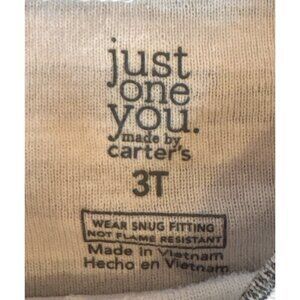 just
one
you.
made by
carter's
3T
WEAR SNUG FITTING
NOT FLAME RESISTANT
Made in Vietnam
Hecho en Vietnam